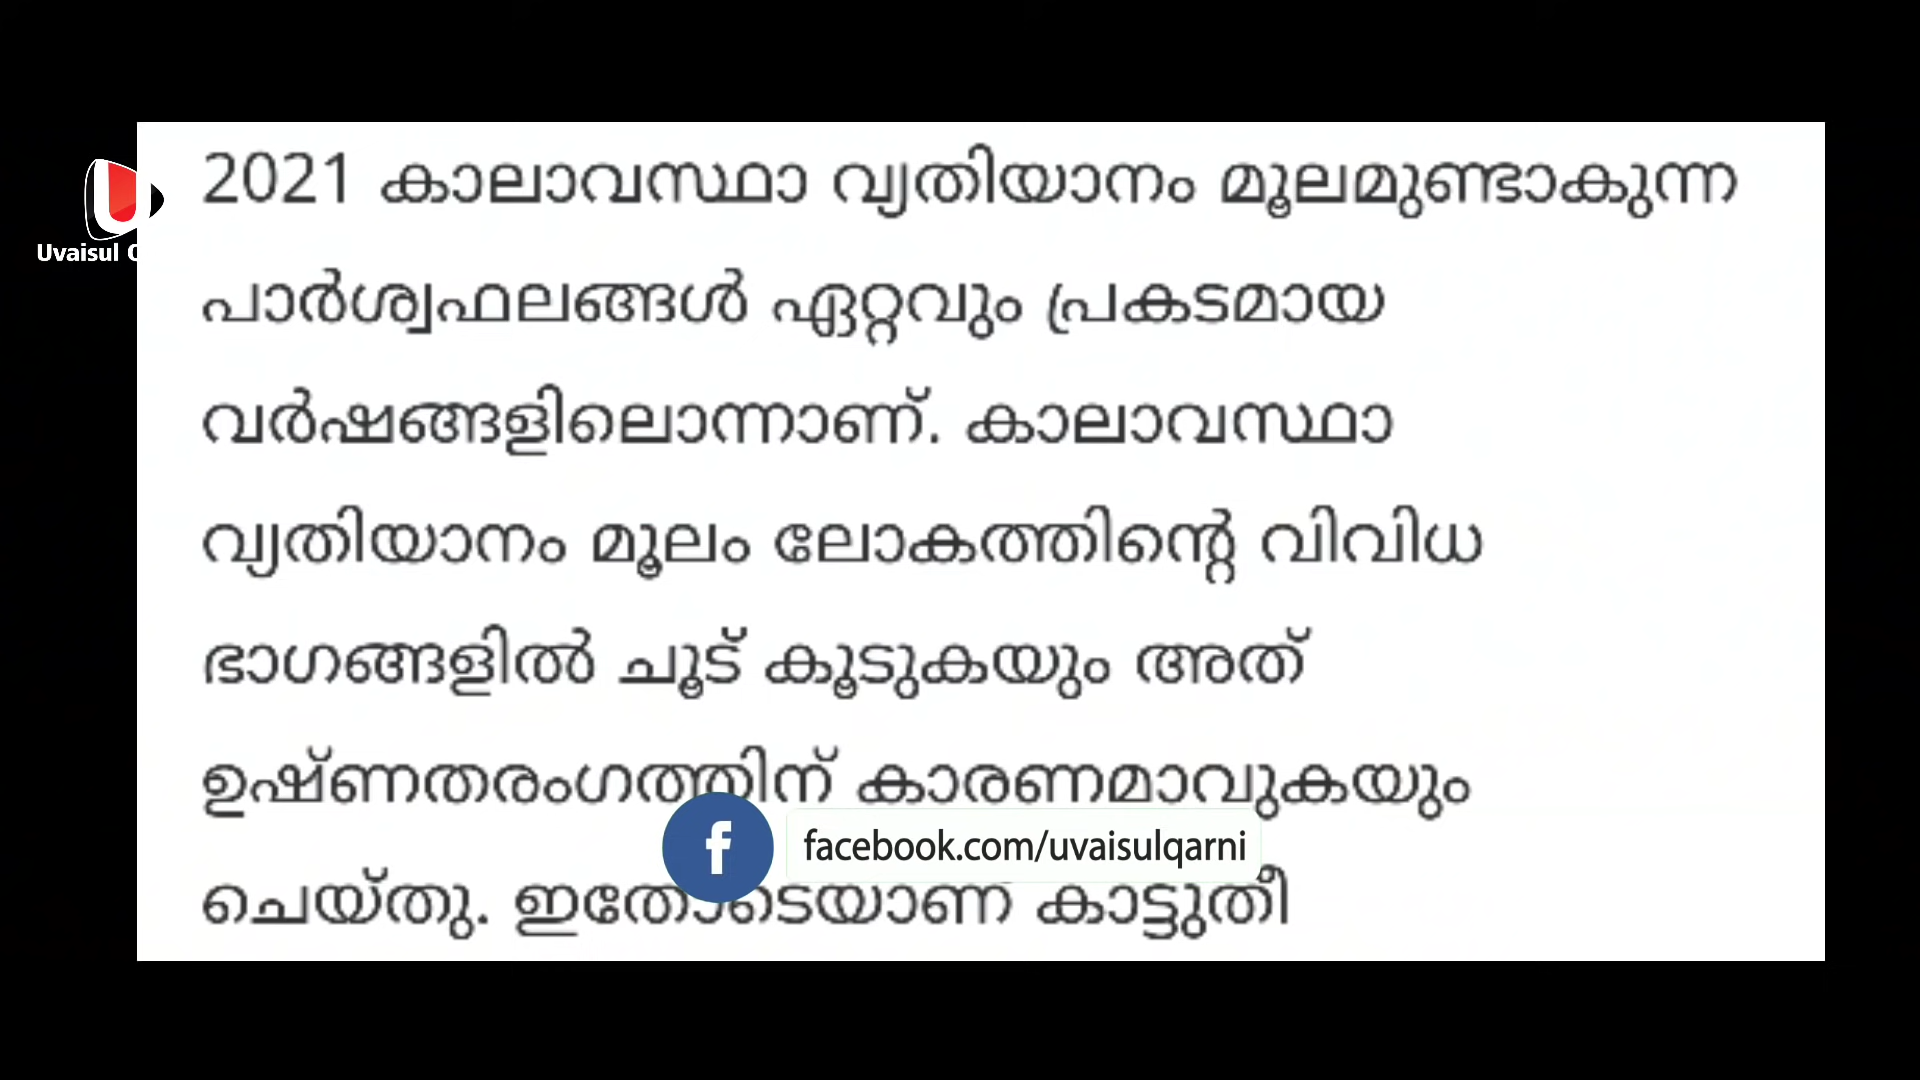 2021 കാലാവസ്ഥാ വ്യതിയാനം മൂലമുണ്ടാകുന്ന
പാർശ്വഫലങ്ങൾ ഏറ്റവും പ്രകടമായ
വർഷങ്ങളിലൊന്നാണ്. കാലാവസ്ഥാ
വ്യതിയാനം മൂലം ലോകത്തിന്റെ വിവിധ
ഭാഗങ്ങളിൽ ചൂട് കൂടുകയും അത്
ഉഷ്ണതരംഗത്തിന് കാരണമാവുകയും
ചെയ്തു. ഇതോടെയാണ് കാട്ടുതീ
Uvaisul
facebook.com/uvaisulqarni